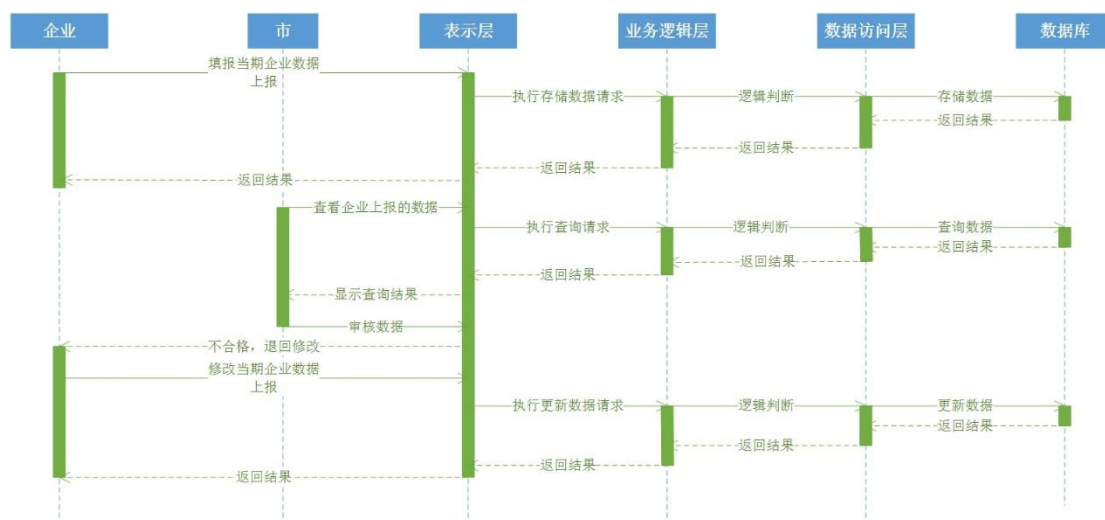 企业
市
表示层
业务逻辑层
数据访问层
数据库
填报当期企业数据
上报
执行存储数据请求
逻辑判断
存储数据
返回结果
返回结果
返回结果
返回结果
查看企业上报的数据
执行查询请求
逻辑判断
查询数据
返回结果
返回结果
返回结果
显示查询结果
审核数据
不合格，退回修改
修改当期企业数据
上报
执行更新数据请求
逻辑判断
更新数据
返回结果
返回结果
返回结果
返回结果